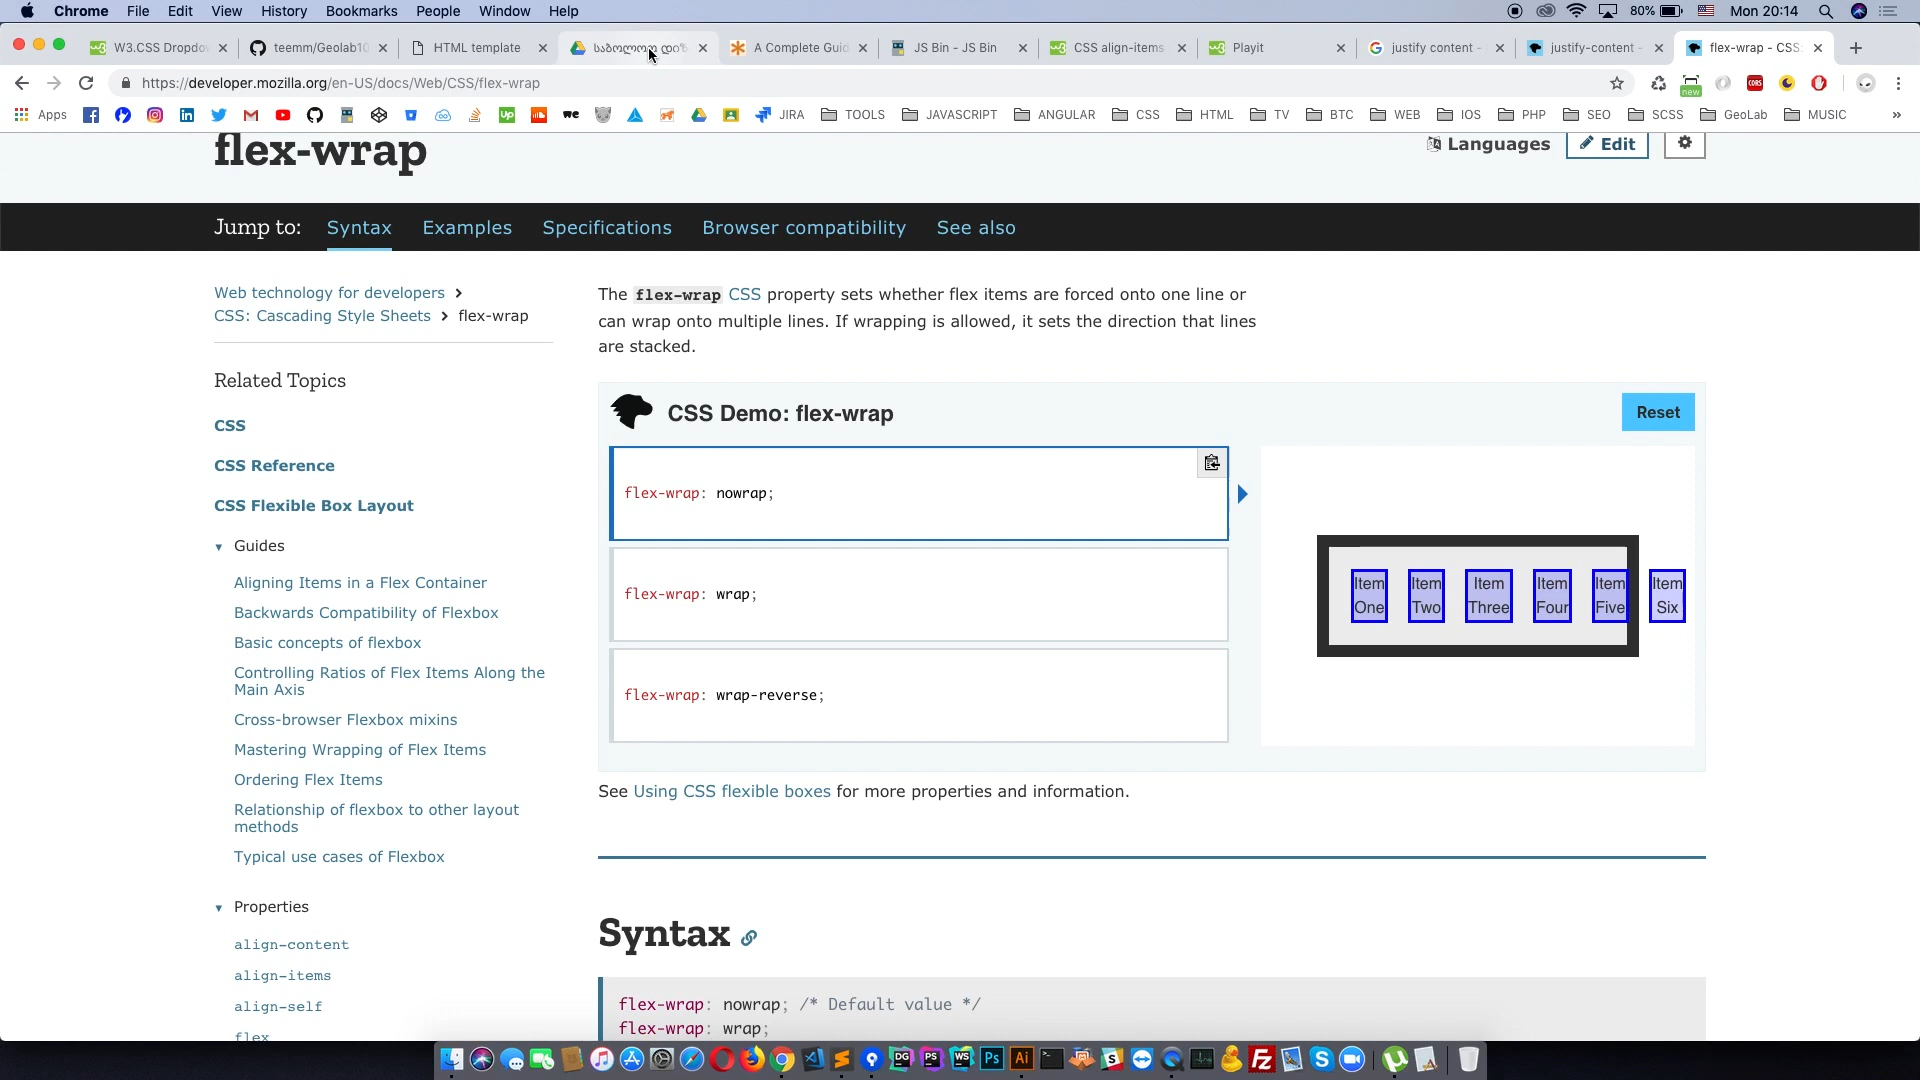 Chrome File Edit View History Bookmarks People Window Help 80% Mon 20:14
W3.CSS Dropdo teemm/Geolab10 HTML template საბოლოო დიზ A Complete Guid JS Bin - JS Bin CSS align-items Playit justify content - justify-content - flex-wrap - CSS:
https://developer.mozilla.org/en-US/docs/Web/CSS/flex-wrap new CORS
Apps JIRA TOOLS JAVASCRIPT ANGULAR CSS HTML TV BTC WEB IOS PHP SEO SCSS GeoLab MUSIC »
flex-wrap
Languages Edit
Jump to: Syntax Examples Specifications Browser compatibility See also
Web technology for developers
CSS: Cascading Style Sheets flex-wrap
Related Topics
CSS
CSS Reference
CSS Flexible Box Layout
Guides
Aligning Items in a Flex Container
Backwards Compatibility of Flexbox
Basic concepts of flexbox
Controlling Ratios of Flex Items Along the
Main Axis
Cross-browser Flexbox mixins
Mastering Wrapping of Flex Items
Ordering Flex Items
Relationship of flexbox to other layout
methods
Typical use cases of Flexbox
Properties
align-content
align-items
align-self
flex
The flex-wrap CSS property sets whether flex items are forced onto one line or
can wrap onto multiple lines. If wrapping is allowed, it sets the direction that lines
are stacked.
CSS Demo: flex-wrap
Reset
flex-wrap: nowrap;
flex-wrap: wrap;
flex-wrap: wrap-reverse;
Item Item Item Item Item Item
One Two Three Four Five Six
See Using CSS flexible boxes for more properties and information.
Syntax
flex-wrap: nowrap; /* Default value */
flex-wrap: wrap;
DG PS WS Ps Ai